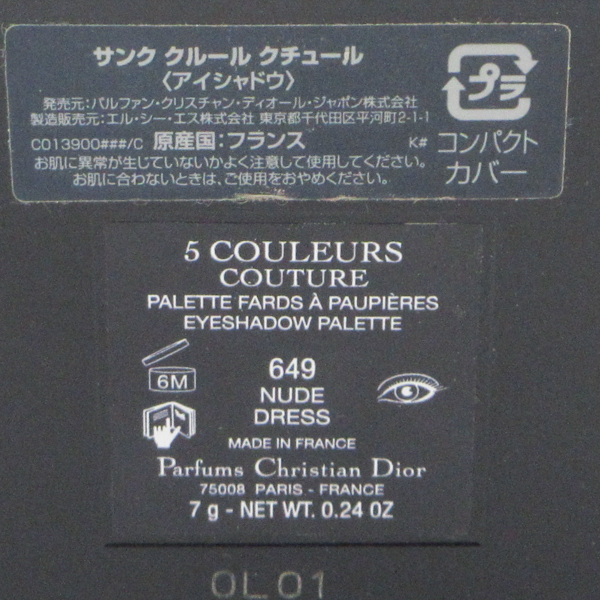 サンク クルール クチュール
〈アイシャドウ〉
発売元:パルファン・クリスチャン・ディオール・ジャポン株式会社
製造販売元:エル・シー・エス株式会社 東京都千代田区平河町2-1-1
C013900###/C 原産国:フランス K#
お肌に異常が生じていないかよく注意して使用してください。
お肌に合わないときは、ご使用をおやめください。
プラ
コンパクト
カバー
5 COULEURS
COUTURE
PALETTE FARDS À PAUPIÈRES
EYESHADOW PALETTE
6M
649
NUDE
DRESS
MADE IN FRANCE
Parfums Christian Dior
75008 PARIS - FRANCE
7 g - NET WT. 0.24 OZ
0L01